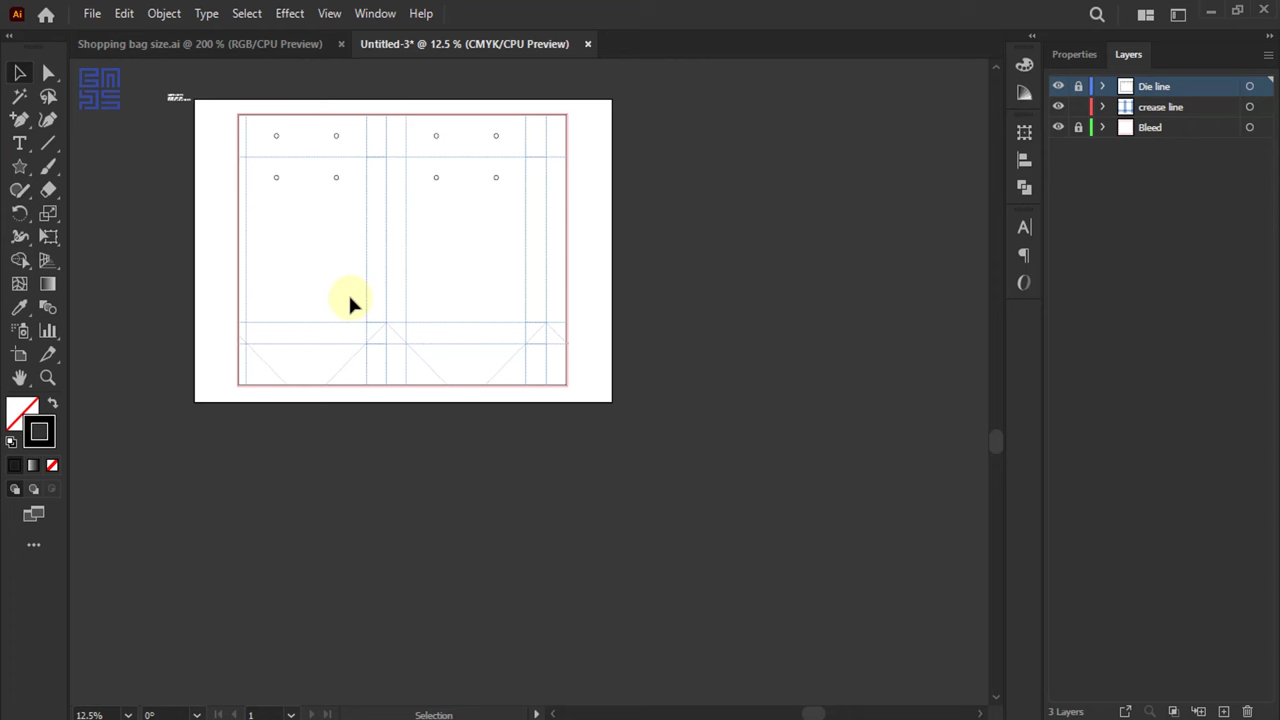 Ai File Edit Object Type Select Effect View Window Help
Shopping bag size.ai @ 200 % (RGB/CPU Preview) × Untitled-3* @ 12.5 % (CMYK/CPU Preview) ×
Properties Layers
Die line
crease line
Bleed
12.5% 0° 1 Selection
3 Layers